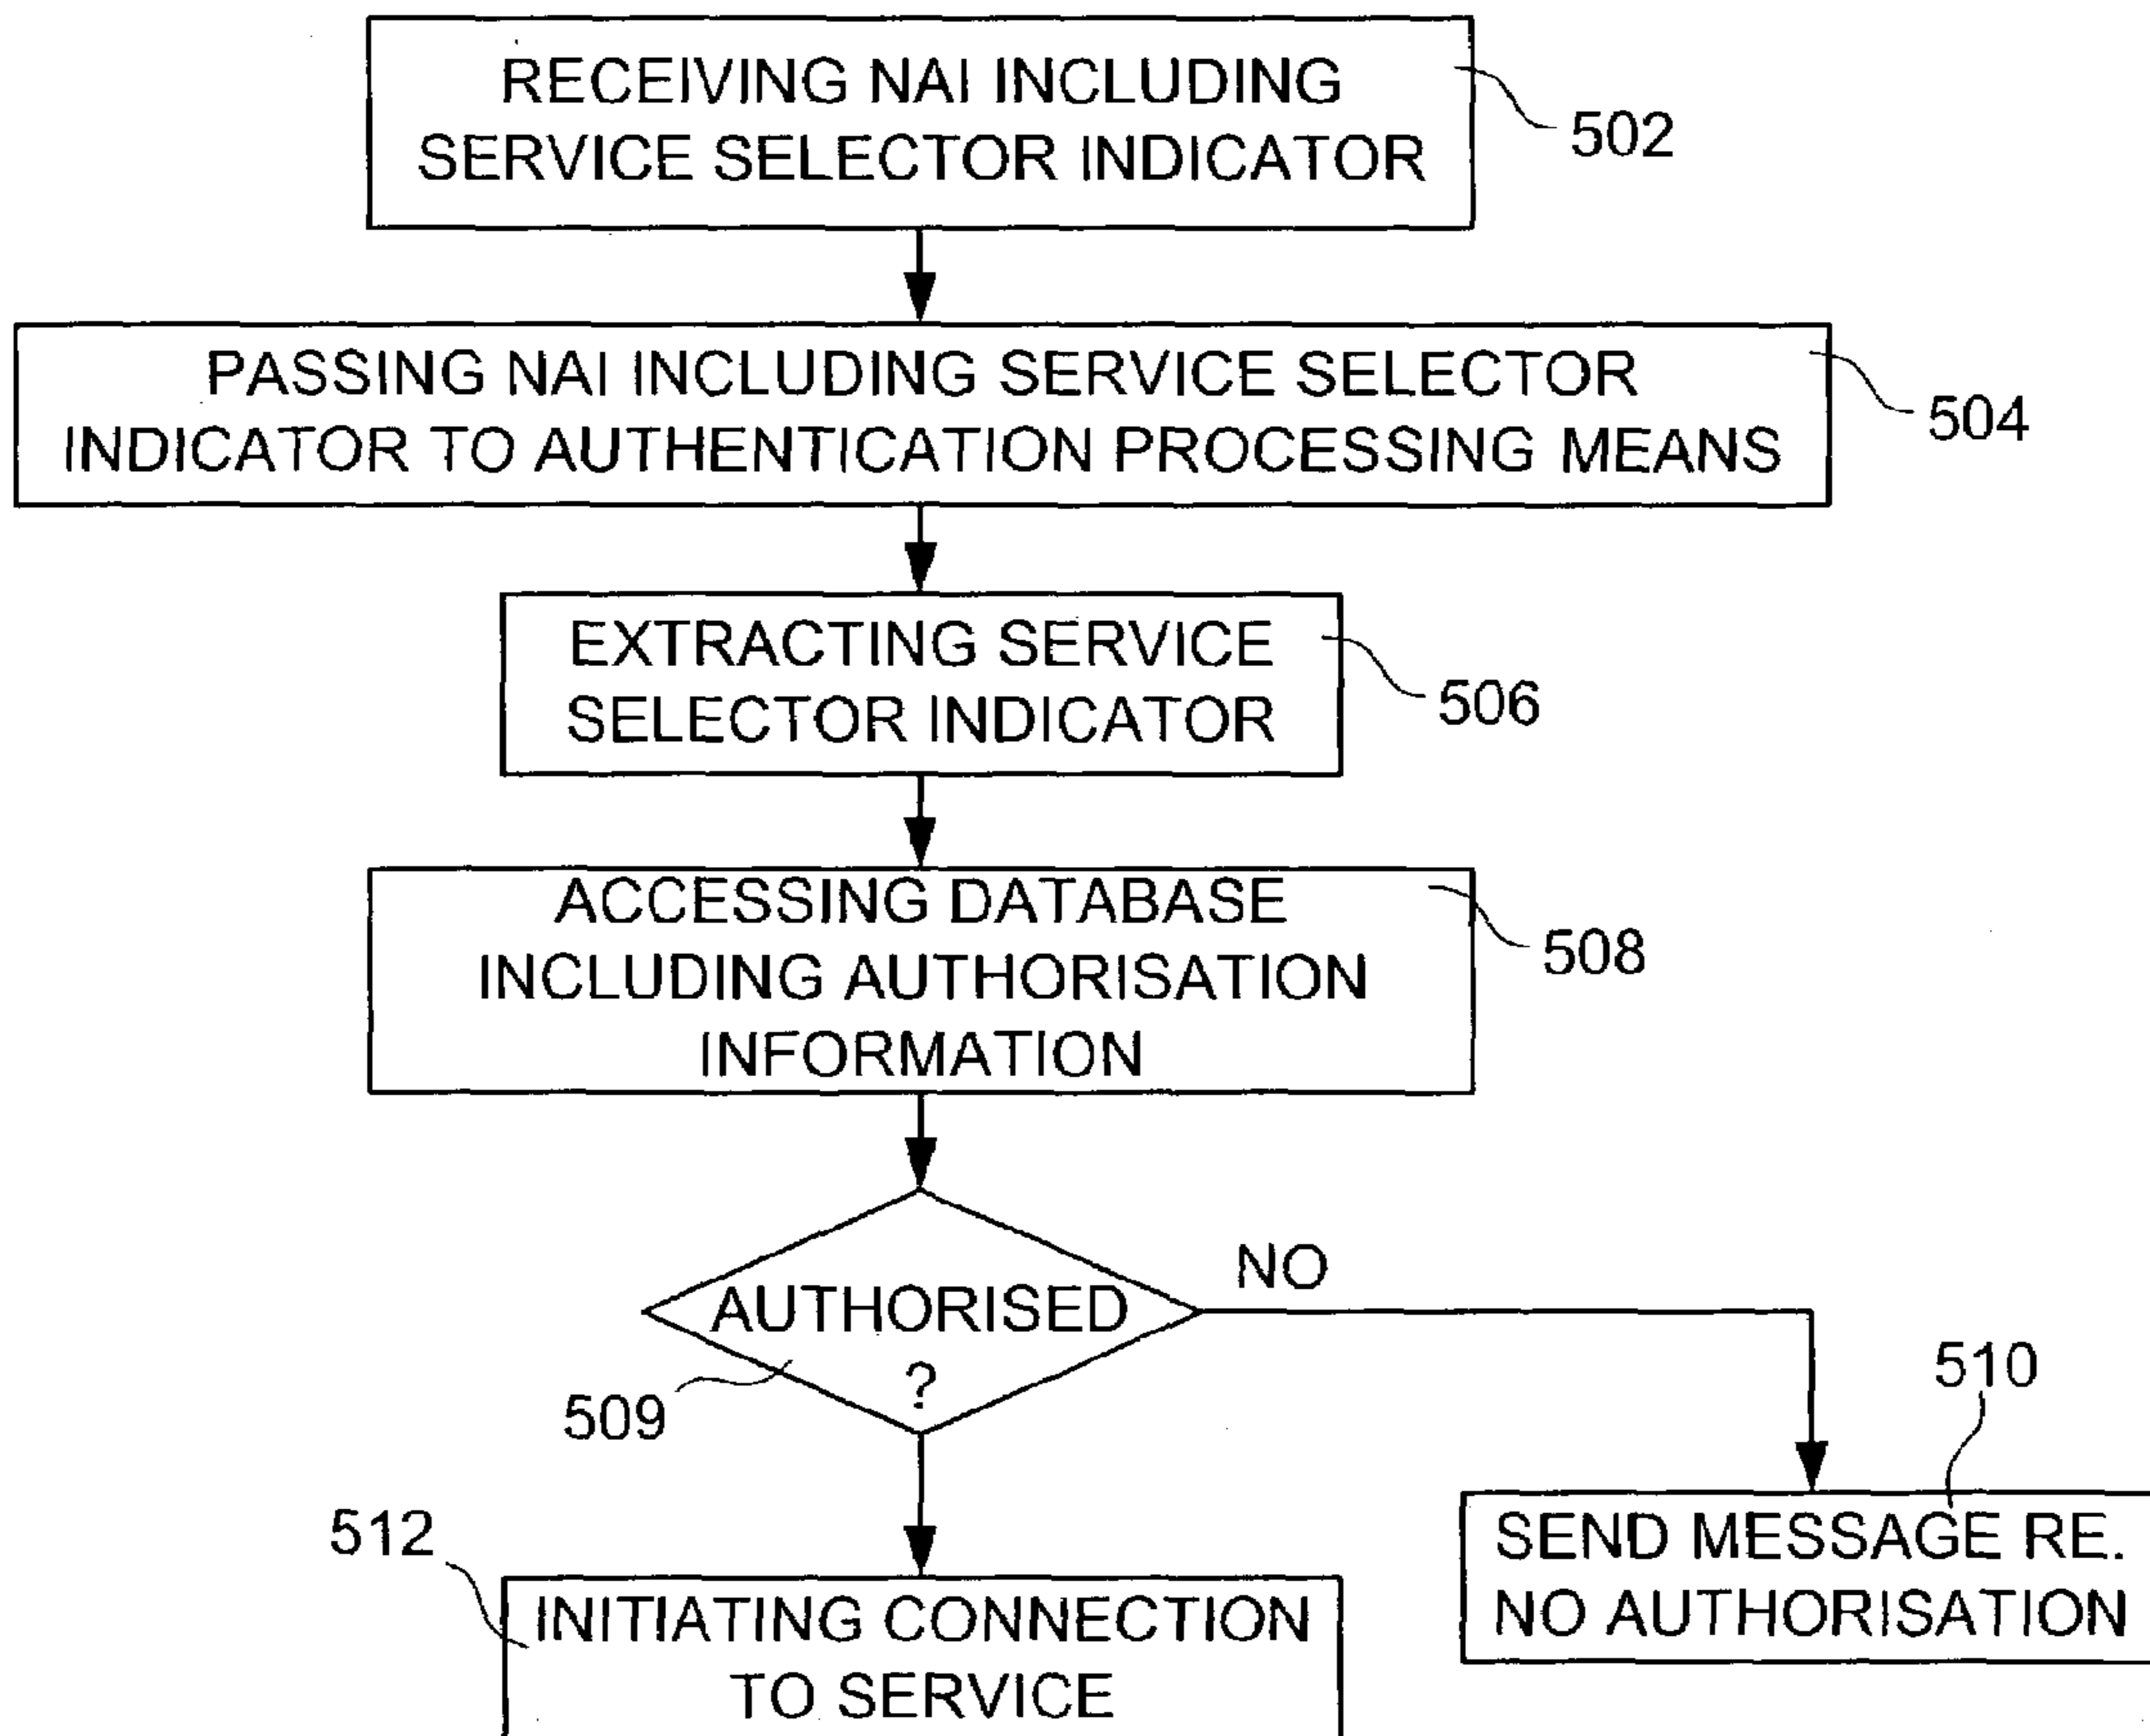 RECEIVING NAI INCLUDING
SERVICE SELECTOR INDICATOR
502
PASSING NAI INCLUDING SERVICE SELECTOR
INDICATOR TO AUTHENTICATION PROCESSING MEANS
504
EXTRACTING SERVICE
SELECTOR INDICATOR
506
ACCESSING DATABASE
INCLUDING AUTHORISATION
INFORMATION
508
AUTHORISED
?
509
NO
510
SEND MESSAGE RE.
NO AUTHORISATION
512
INITIATING CONNECTION
TO SERVICE